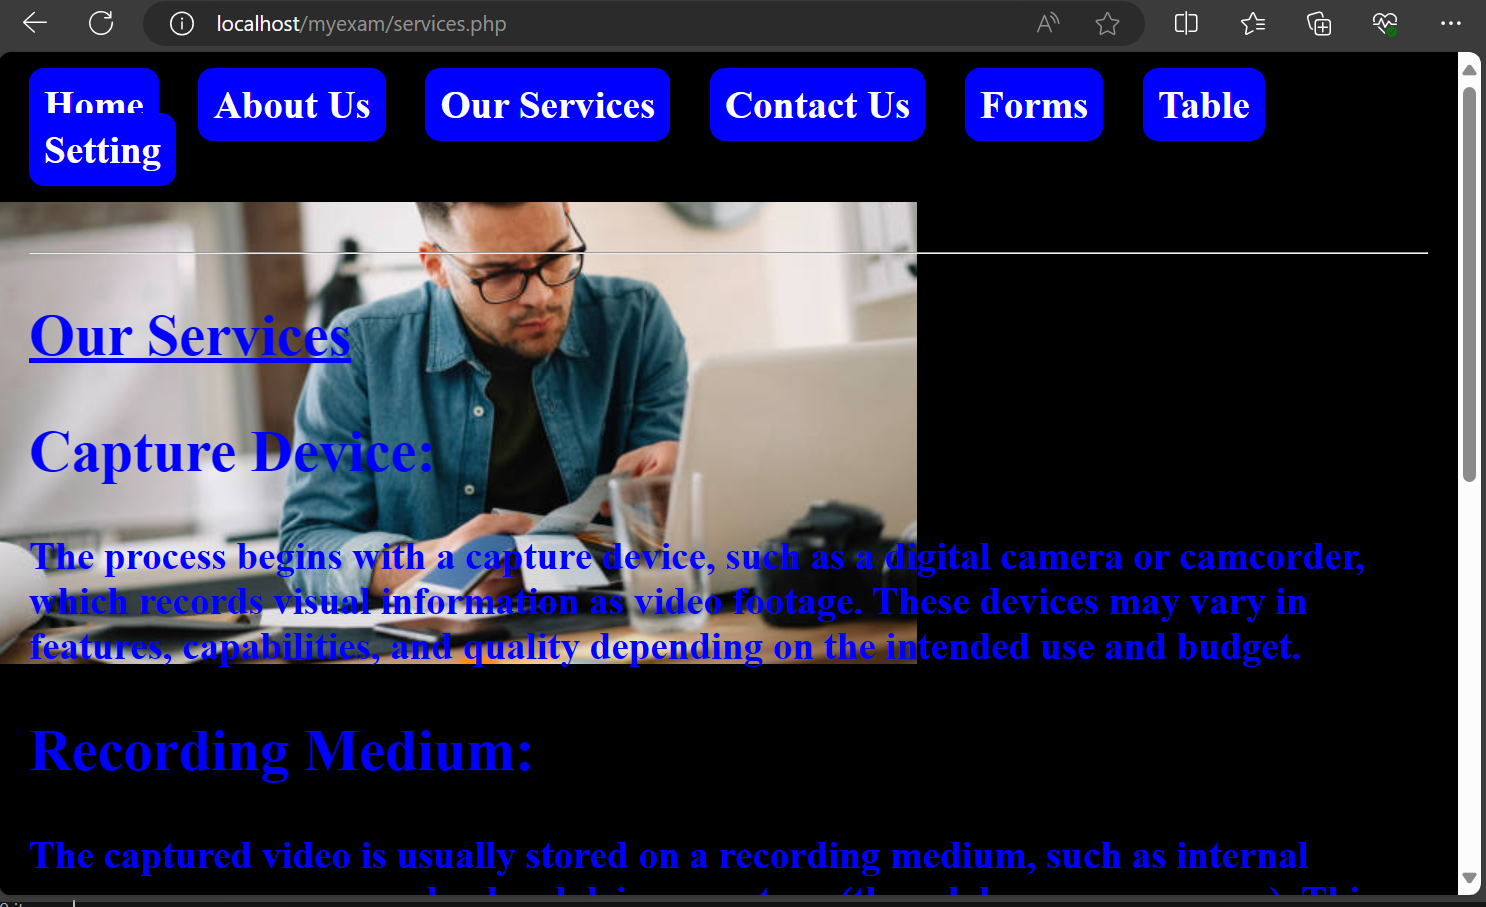 localhost/myexam/services.php
Home About Us Our Services Contact Us Forms Table
Setting
Our Services
Capture Device:
The process begins with a capture device, such as a digital camera or camcorder,
which records visual information as video footage. These devices may vary in
features, capabilities, and quality depending on the intended use and budget.
Recording Medium:
The captured video is usually stored on a recording medium, such as internal